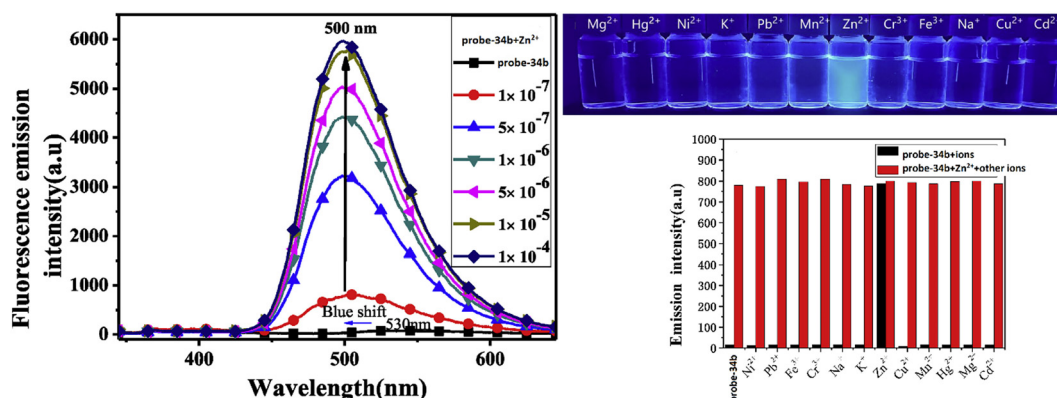 Fluorescence emission
intensity(a.u)
6000
5000
4000
3000
2000
1000
0
400
500
600
Wavelength(nm)
500 nm
Blue shift
530nm
probe-34b+Zn²⁺
probe-34b
1× 10⁻⁷
5× 10⁻⁷
1× 10⁻⁶
5× 10⁻⁶
1× 10⁻⁵
1× 10⁻⁴
Mg²⁺ Hg²⁺ Ni²⁺ K⁺ Pb²⁺ Mn²⁺ Zn²⁺ Cr³⁺ Fe³⁺ Na⁺ Cu²⁺ Cd²⁺
Emission intensity(a.u)
1000
900
800
700
600
500
400
300
200
100
0
probe-34b+ions
probe-34b+Zn²⁺+other ions
probe-34b
Ni²⁺
Pb²⁺
Fe³⁺
Cr³⁺
Na⁺
K⁺
Zn²⁺
Cu²⁺
Mn²⁺
Hg²⁺
Mg²⁺
Cd²⁺